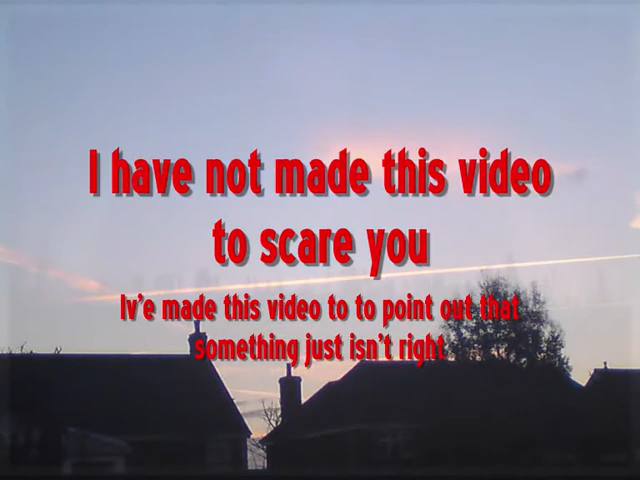 I have not made this video
to scare you
Iv'e made this video to to point out that
something just isn't right